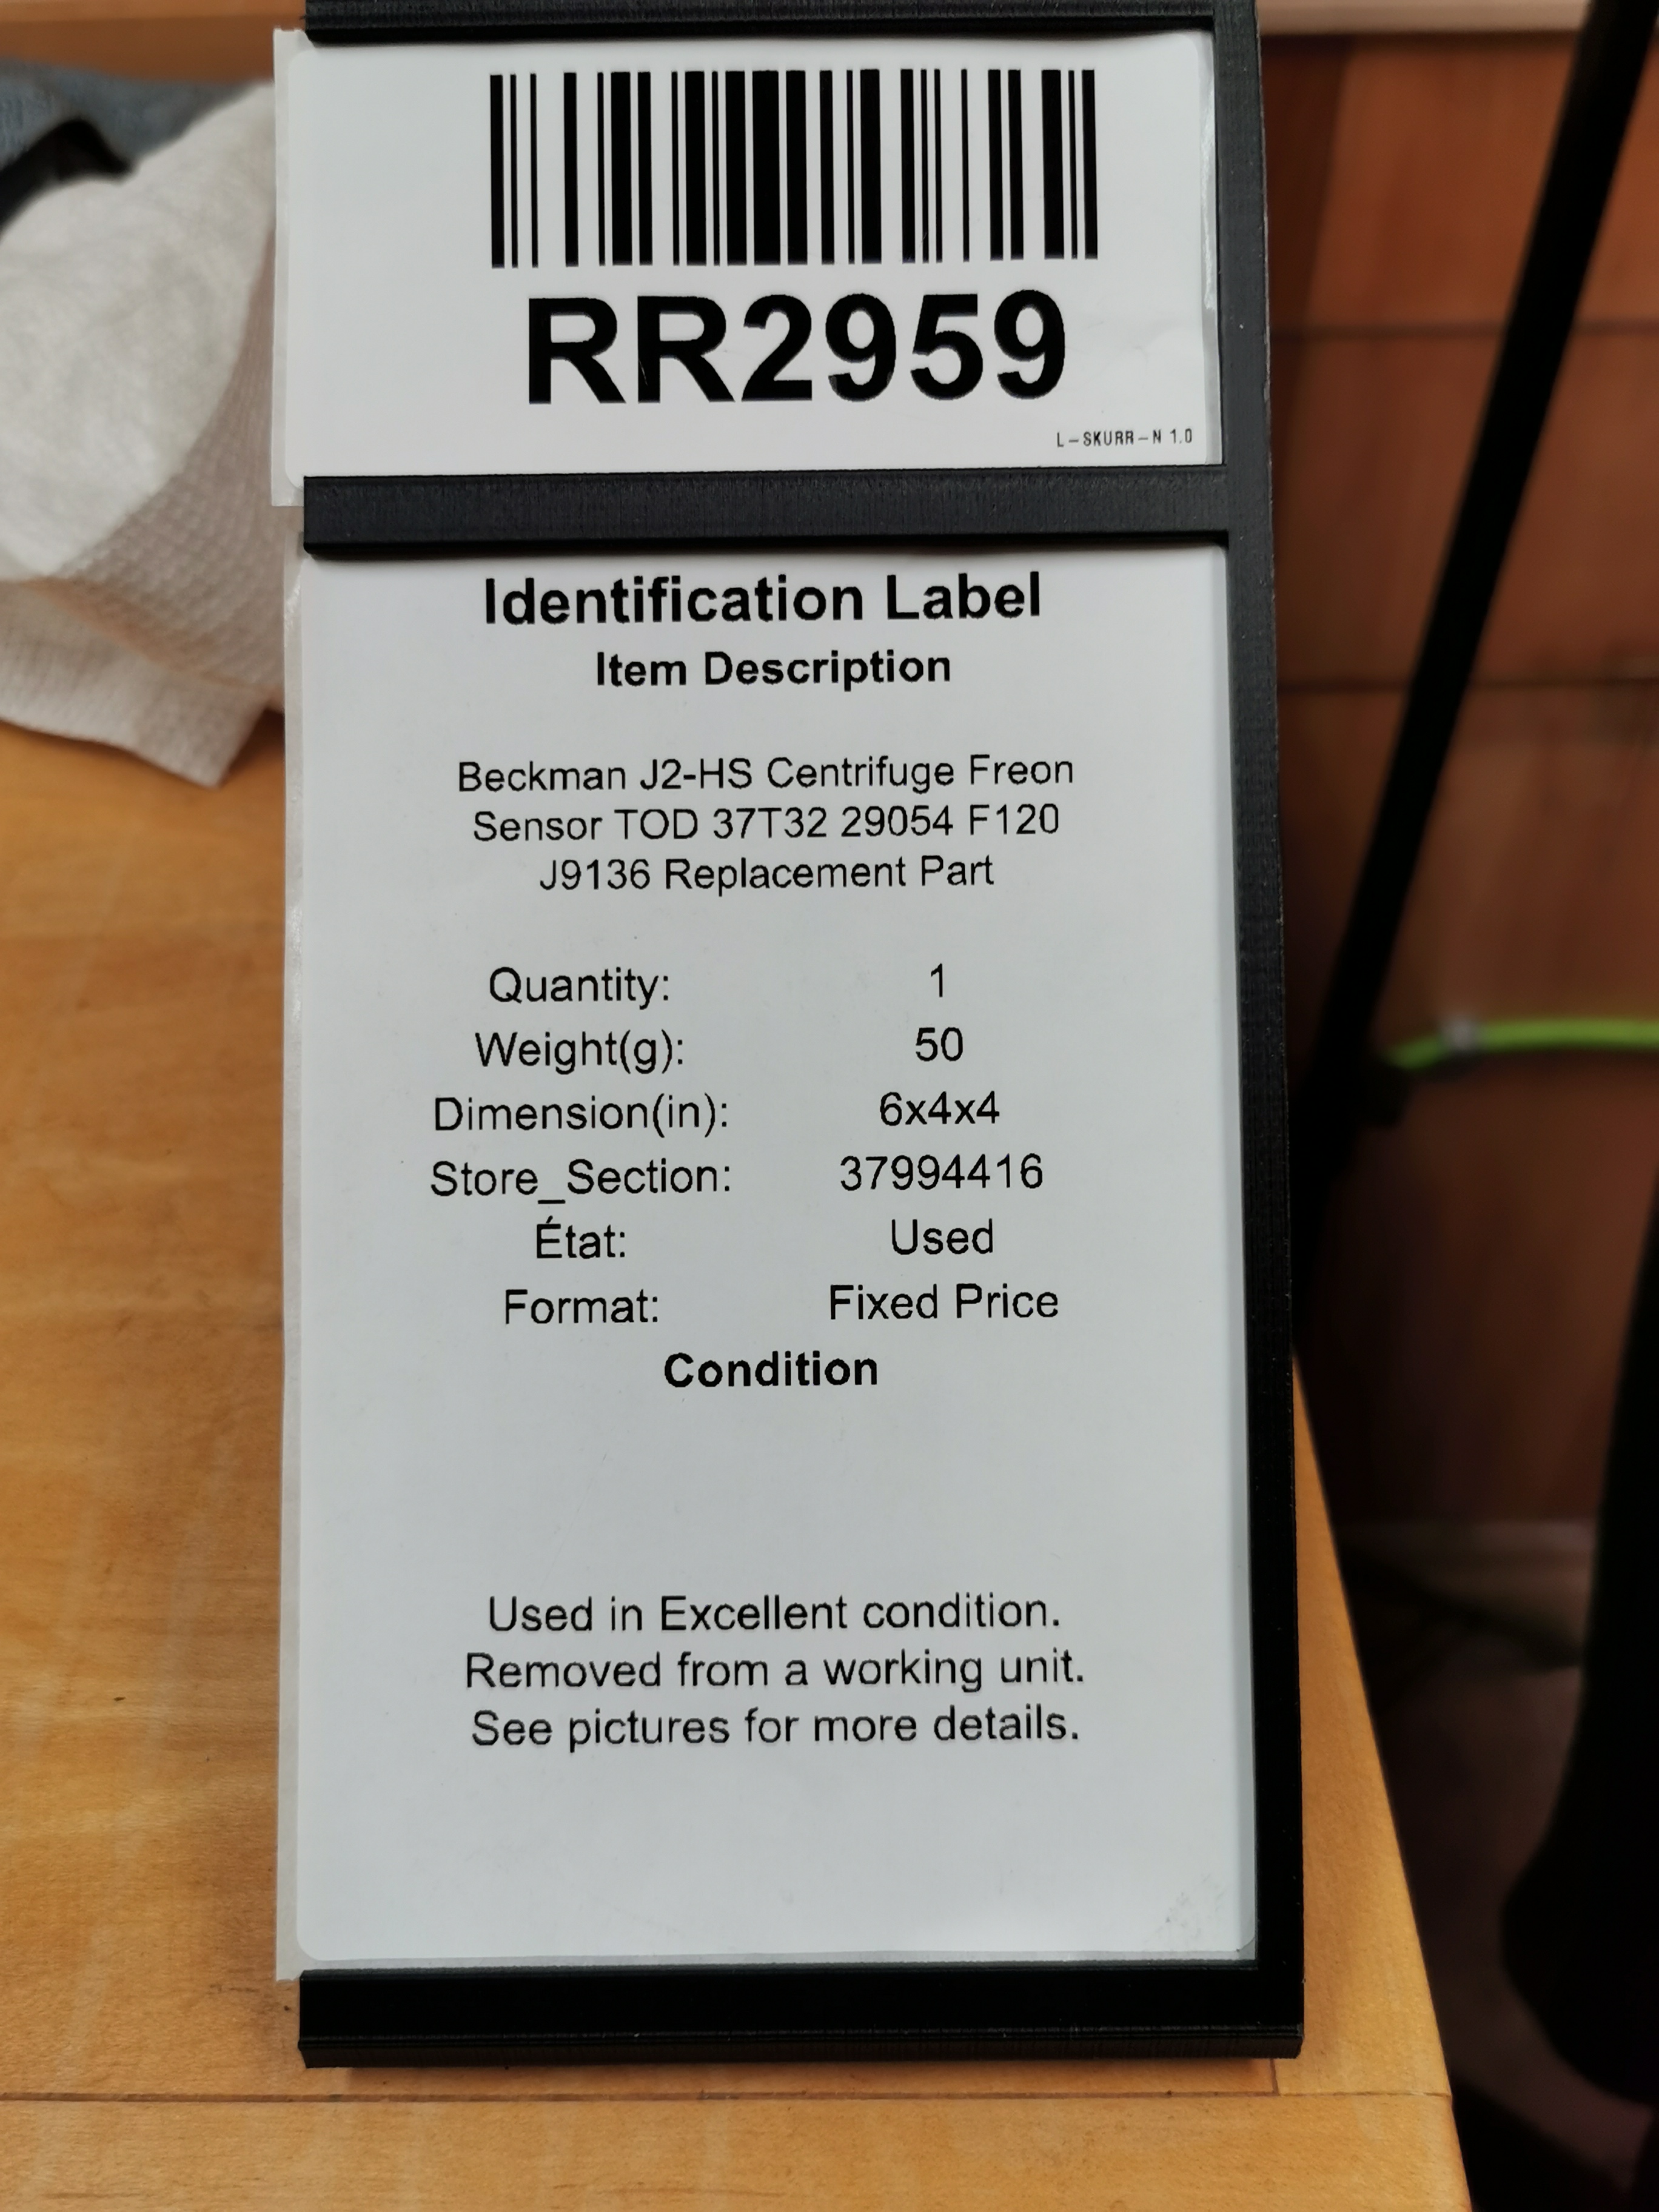 RR2959
L-SKURR-N 1.0
Identification Label
Item Description
Beckman J2-HS Centrifuge Freon
Sensor TOD 37T32 29054 F120
J9136 Replacement Part
Quantity: 1
Weight(g): 50
Dimension(in): 6x4x4
Store_Section: 37994416
État: Used
Format: Fixed Price
Condition
Used in Excellent condition.
Removed from a working unit.
See pictures for more details.